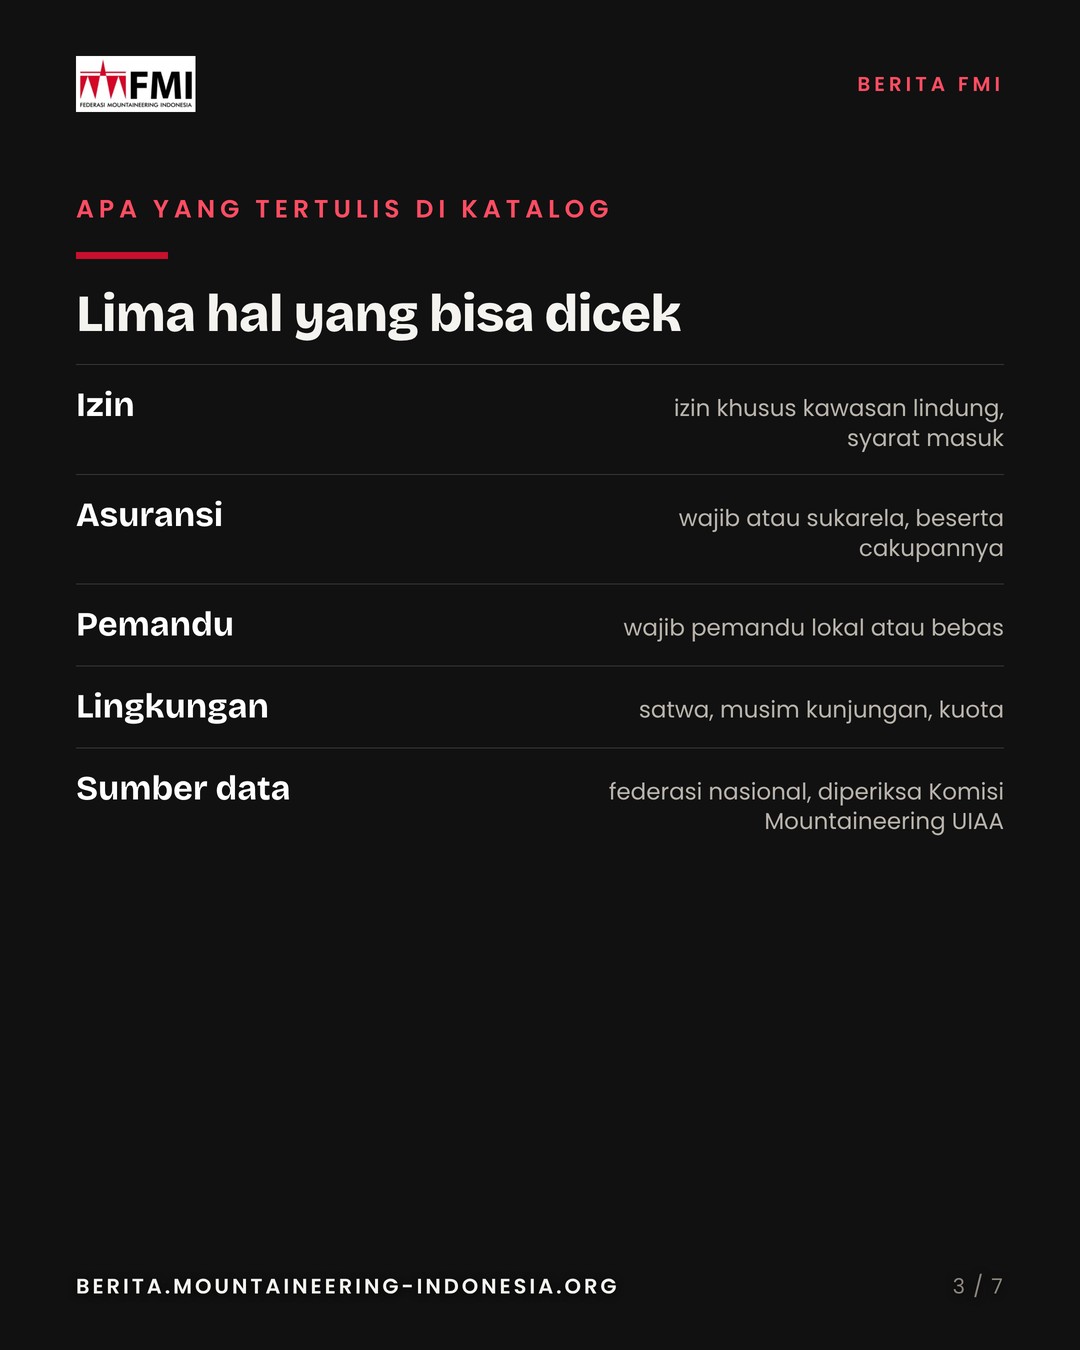 FMI
FEDERASI MOUNTAINEERING INDONESIA
BERITA FMI
APA YANG TERTULIS DI KATALOG
Lima hal yang bisa dicek
Izin
izin khusus kawasan lindung,
syarat masuk
Asuransi
wajib atau sukarela, beserta
cakupannya
Pemandu
wajib pemandu lokal atau bebas
Lingkungan
satwa, musim kunjungan, kuota
Sumber data
federasi nasional, diperiksa Komisi
Mountaineering UIAA
BERITA.MOUNTAINEERING-INDONESIA.ORG
3 / 7